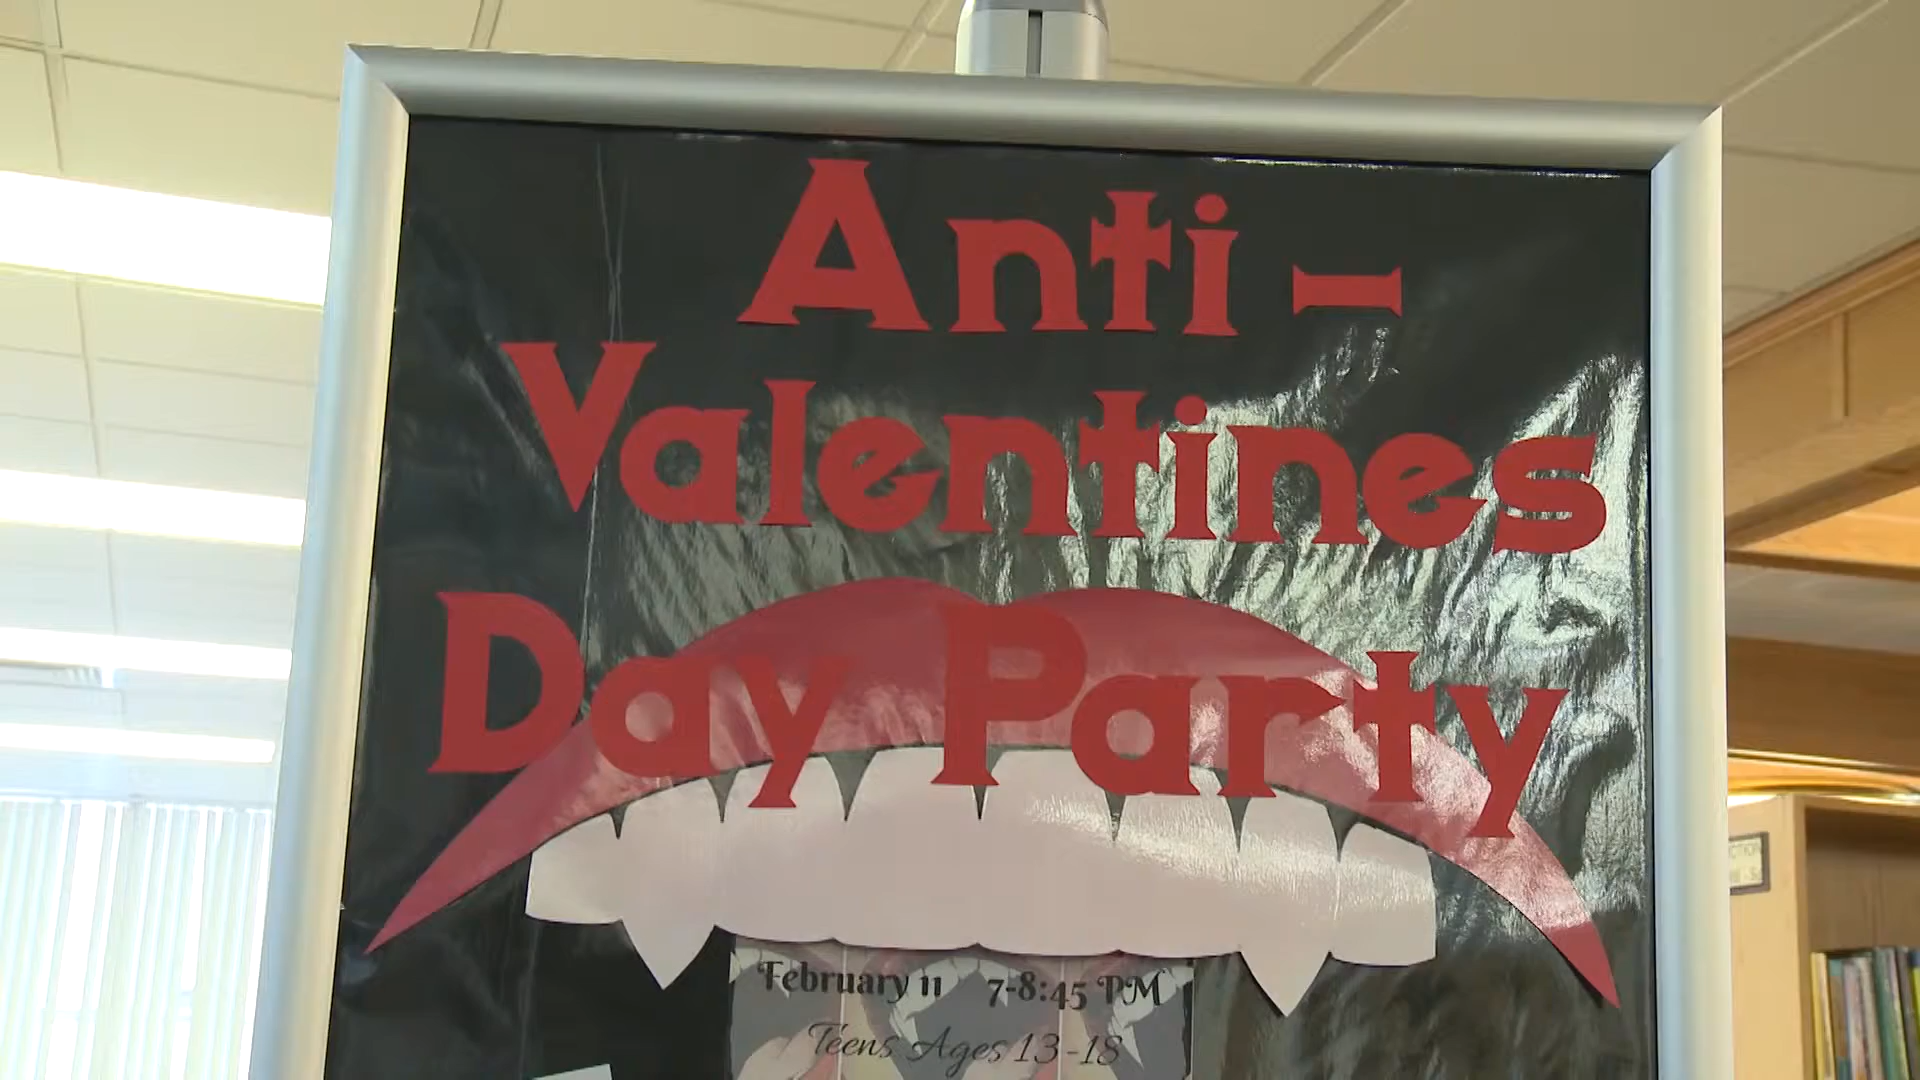 Anti -
Valentines
Day Party
February 11 7-8:45 PM
Teens Ages 13-18